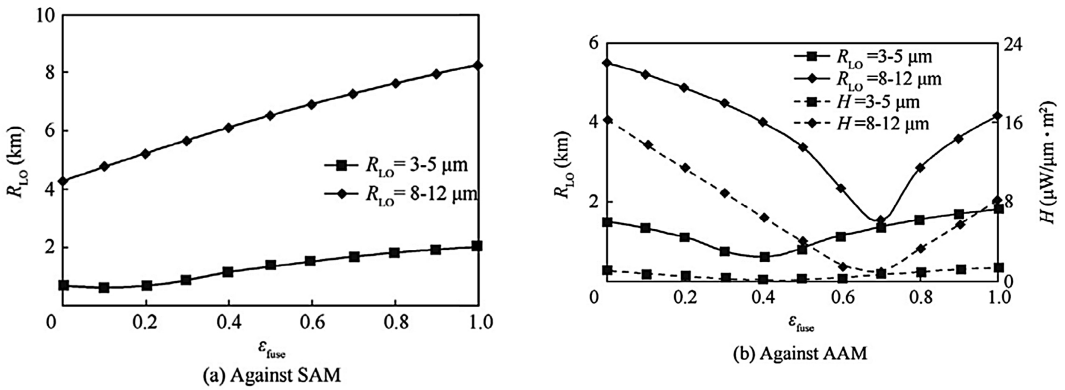 10
8
6
4
2
0
0.2
0.4
0.6
0.8
1.0
R_LO (km)
ε_fuse
R_LO = 3-5 μm
R_LO = 8-12 μm
(a) Against SAM
6
4
2
0
0
0.2
0.4
0.6
0.8
1.0
R_LO (km)
ε_fuse
24
16
8
0
H (μW/μm · m²)
R_LO =3-5 μm
R_LO =8-12 μm
H =3-5 μm
H =8-12 μm
(b) Against AAM